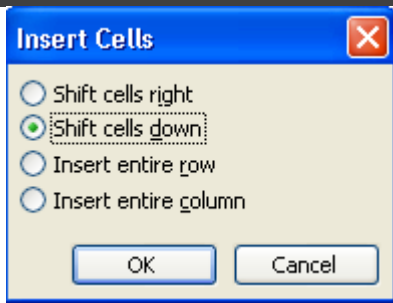 Insert Cells
Shift cells right
Shift cells down
Insert entire row
Insert entire column
OK Cancel